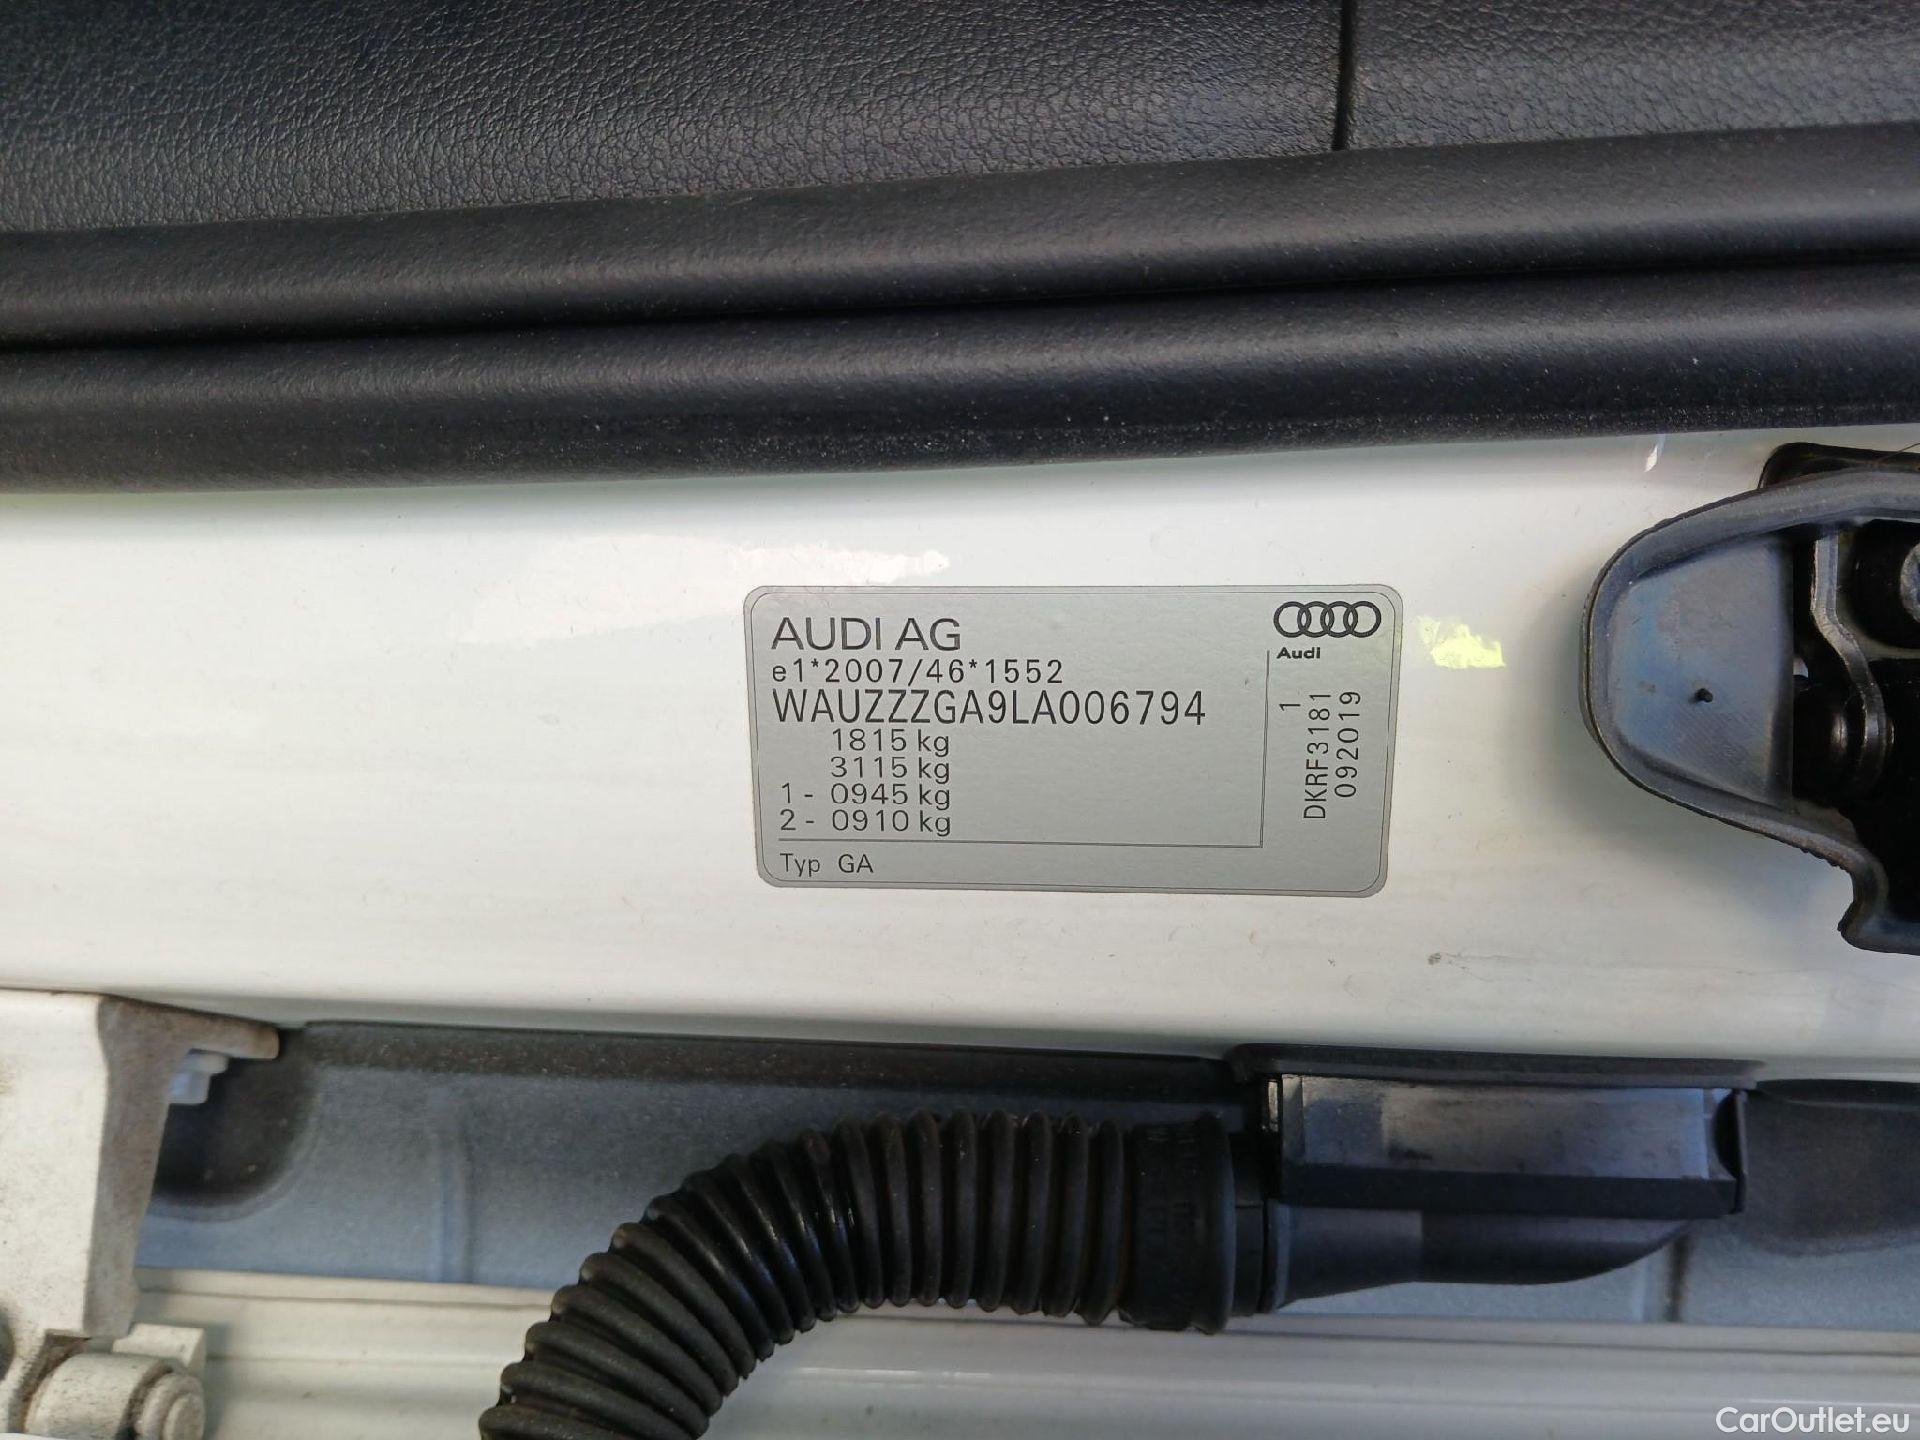 AUDI AG
e1*2007/46*1552
WAUZZZGA9LA006794
1815 kg
3115 kg
1 - 0945 kg
2 - 0910 kg
Typ GA
Audi
1
DKRF3181
092019
CarOutlet.eu